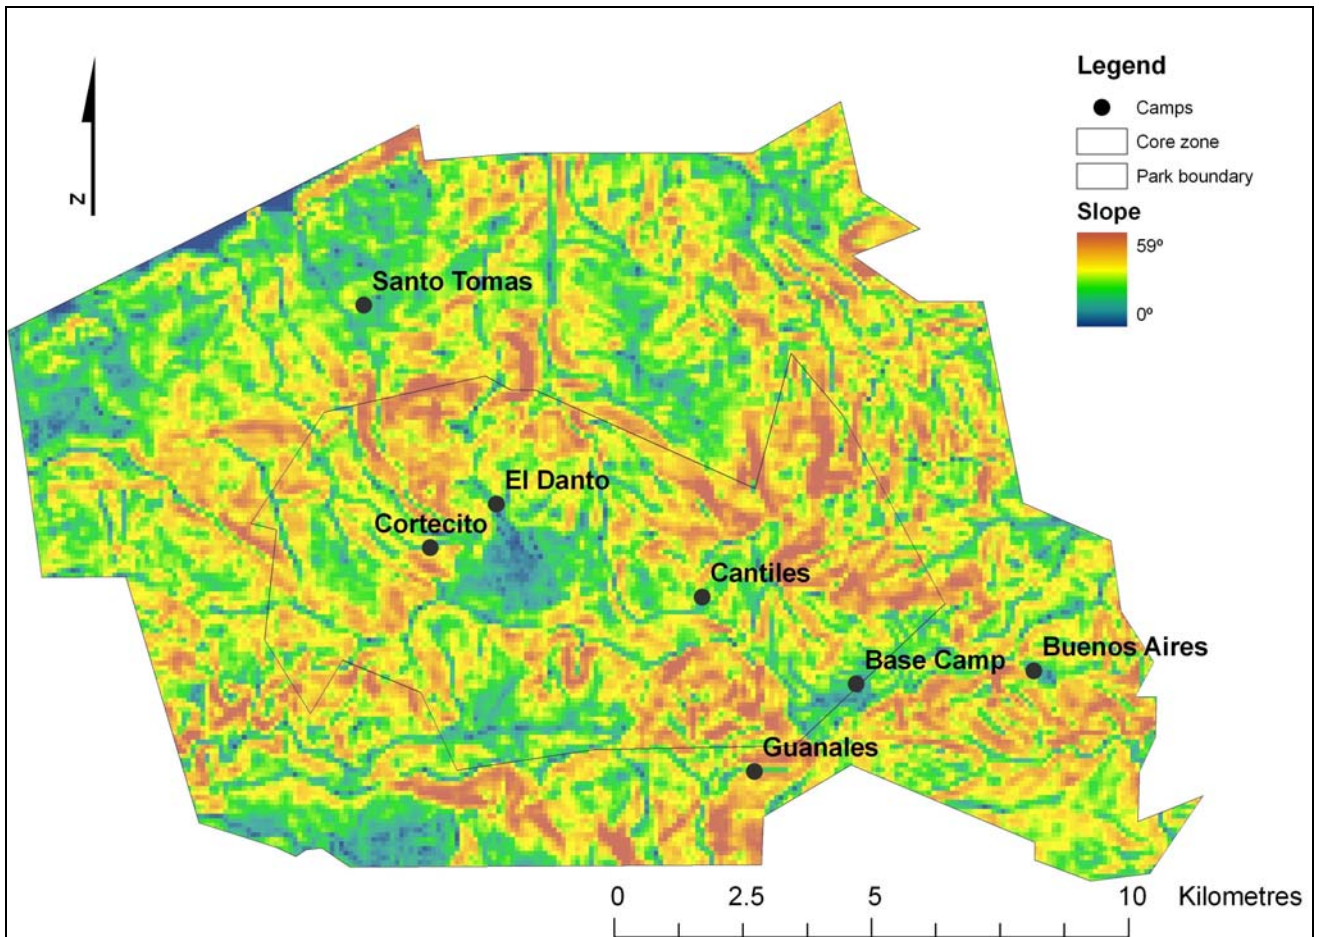 Legend
Camps
Core zone
Park boundary
Slope
59º
0º
N
Santo Tomas
El Danto
Cortecito
Cantiles
Buenos Aires
Base Camp
Guanales
0 2.5 5 10 Kilometres